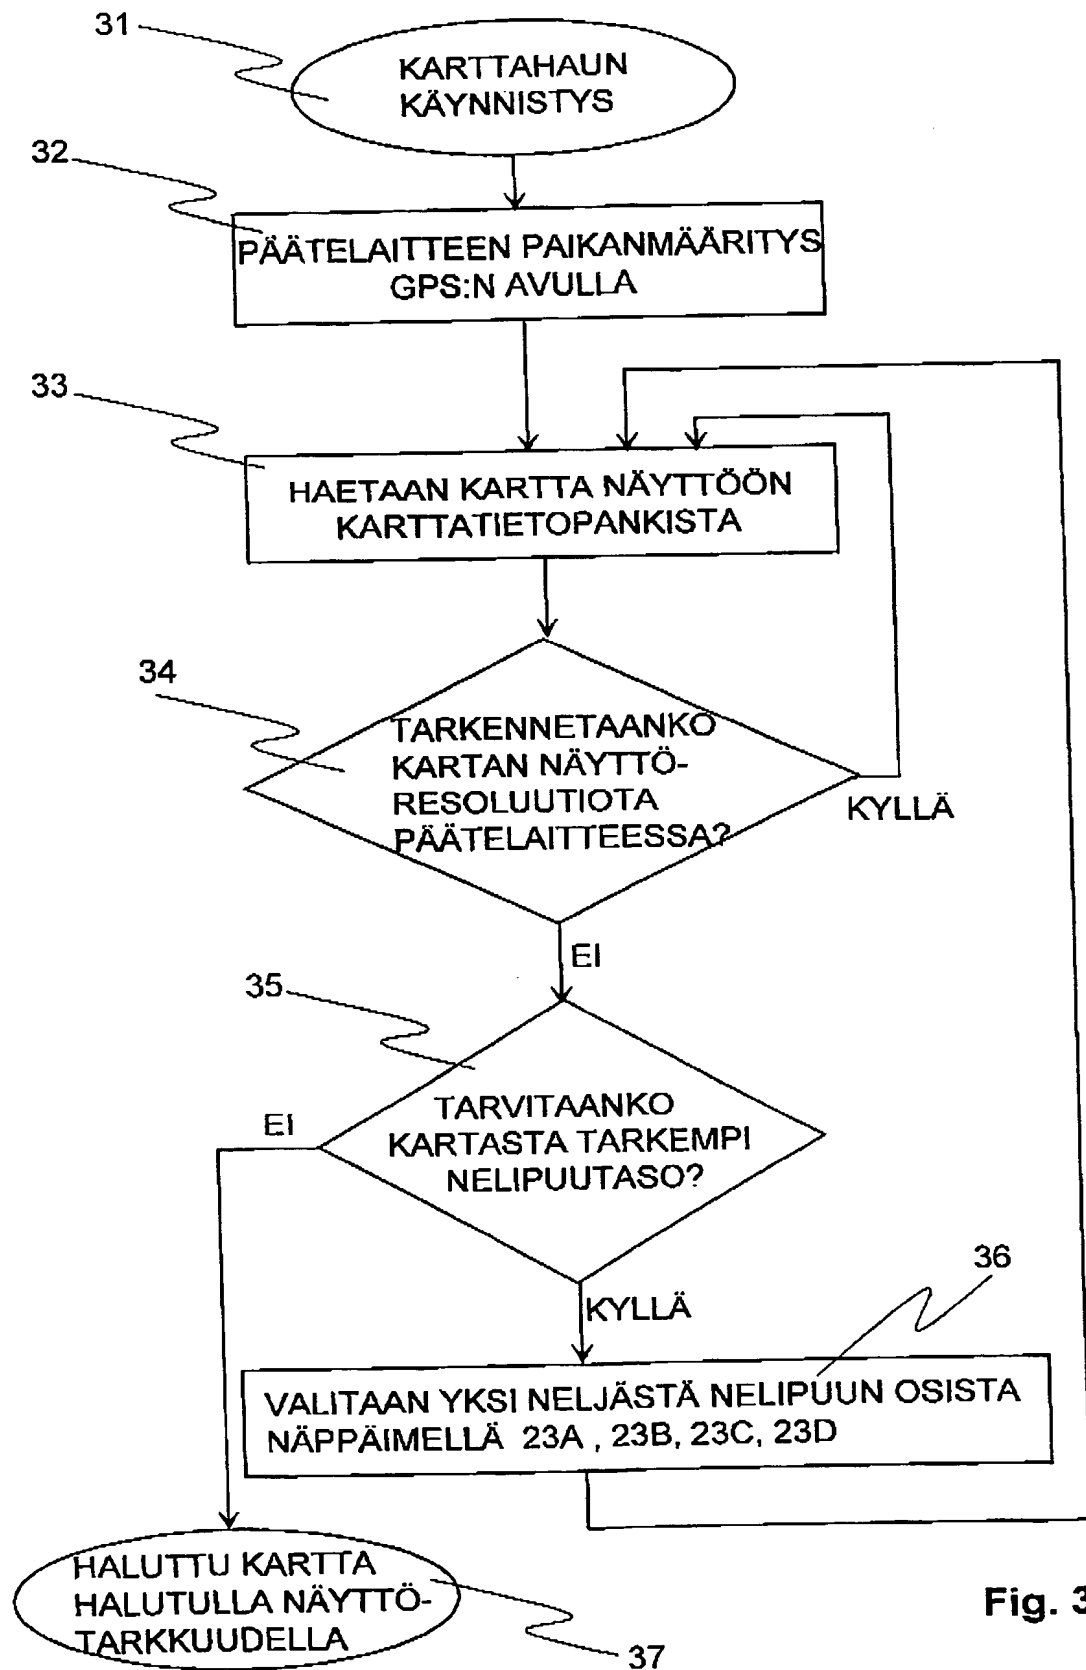 31
KARTTAHAUN
KÄYNNISTYS
32
PÄÄTELAITTEEN PAIKANMÄÄRITYS
GPS:N AVULLA
33
HAETAAN KARTTA NÄYTTÖÖN
KARTTATIETOPANKISTA
34
TARKENNETAANKO
KARTAN NÄYTTÖ-
RESOLUUTIOTA
PÄÄTELAITTEESSA?
KYLLÄ
EI
35
TARVITAANKO
KARTASTA TARKEMPI
NELIPUUTASO?
EI
KYLLÄ
36
VALITAAN YKSI NELJÄSTÄ NELIPUUN OSISTA
NÄPPÄIMELLÄ 23A , 23B, 23C, 23D
HALUTTU KARTTA
HALUTULLA NÄYTTÖ-
TARKKUUDELLA
37
Fig. 3